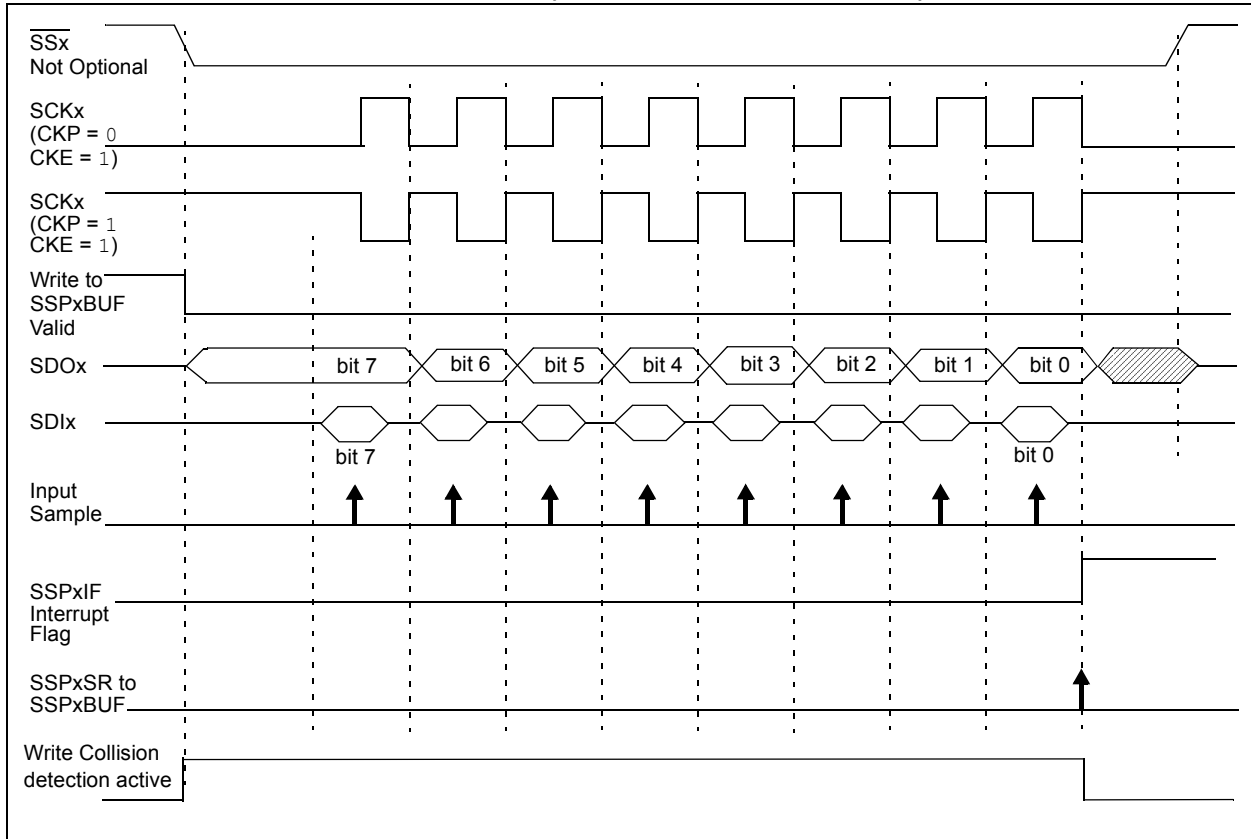 SSx
Not Optional
SCKx
(CKP = 0
CKE = 1)
SCKx
(CKP = 1
CKE = 1)
Write to
SSPxBUF
Valid
SDOx
bit 7
bit 6
bit 5
bit 4
bit 3
bit 2
bit 1
bit 0
SDIx
bit 7
bit 0
Input
Sample
SSPxIF
Interrupt
Flag
SSPxSR to
SSPxBUF
Write Collision
detection active